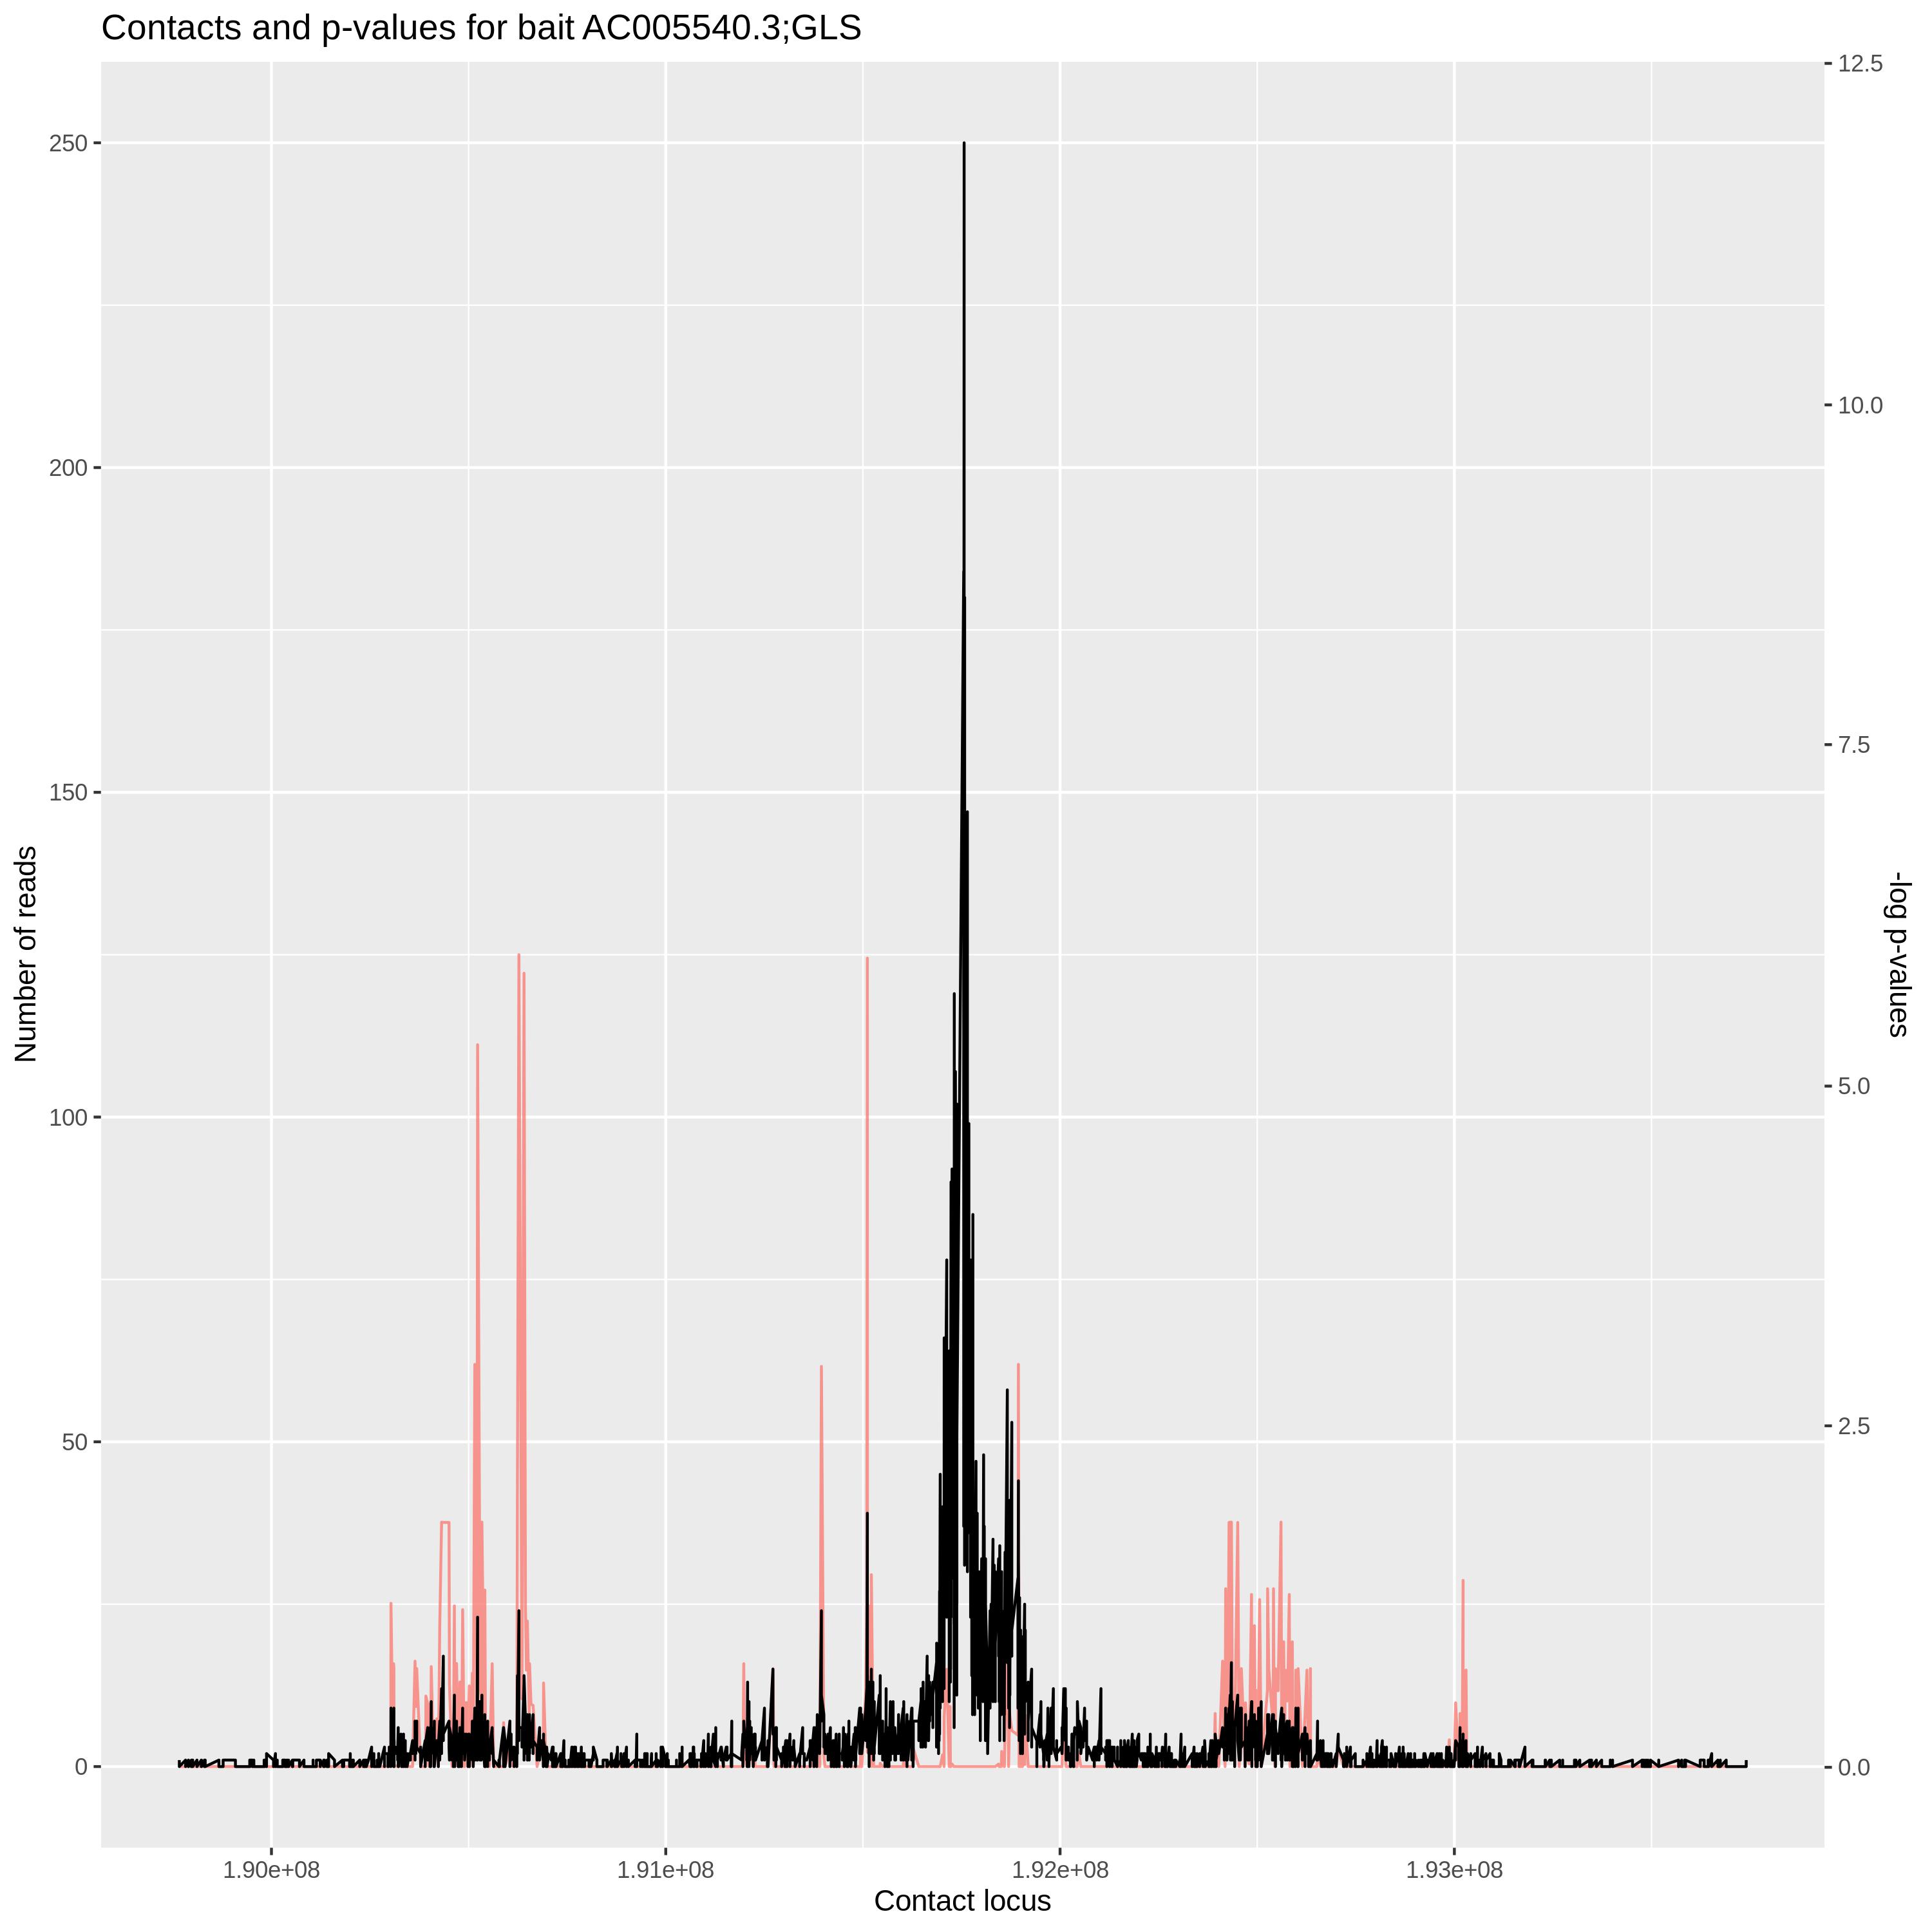 Contacts and p-values for bait AC005540.3;GLS
12.5
250
10.0
200
7.5
150
Number of reads
-log p-values
5.0
100
2.5
50
0
0.0
1.90e+08
1.91e+08
1.92e+08
1.93e+08
Contact locus